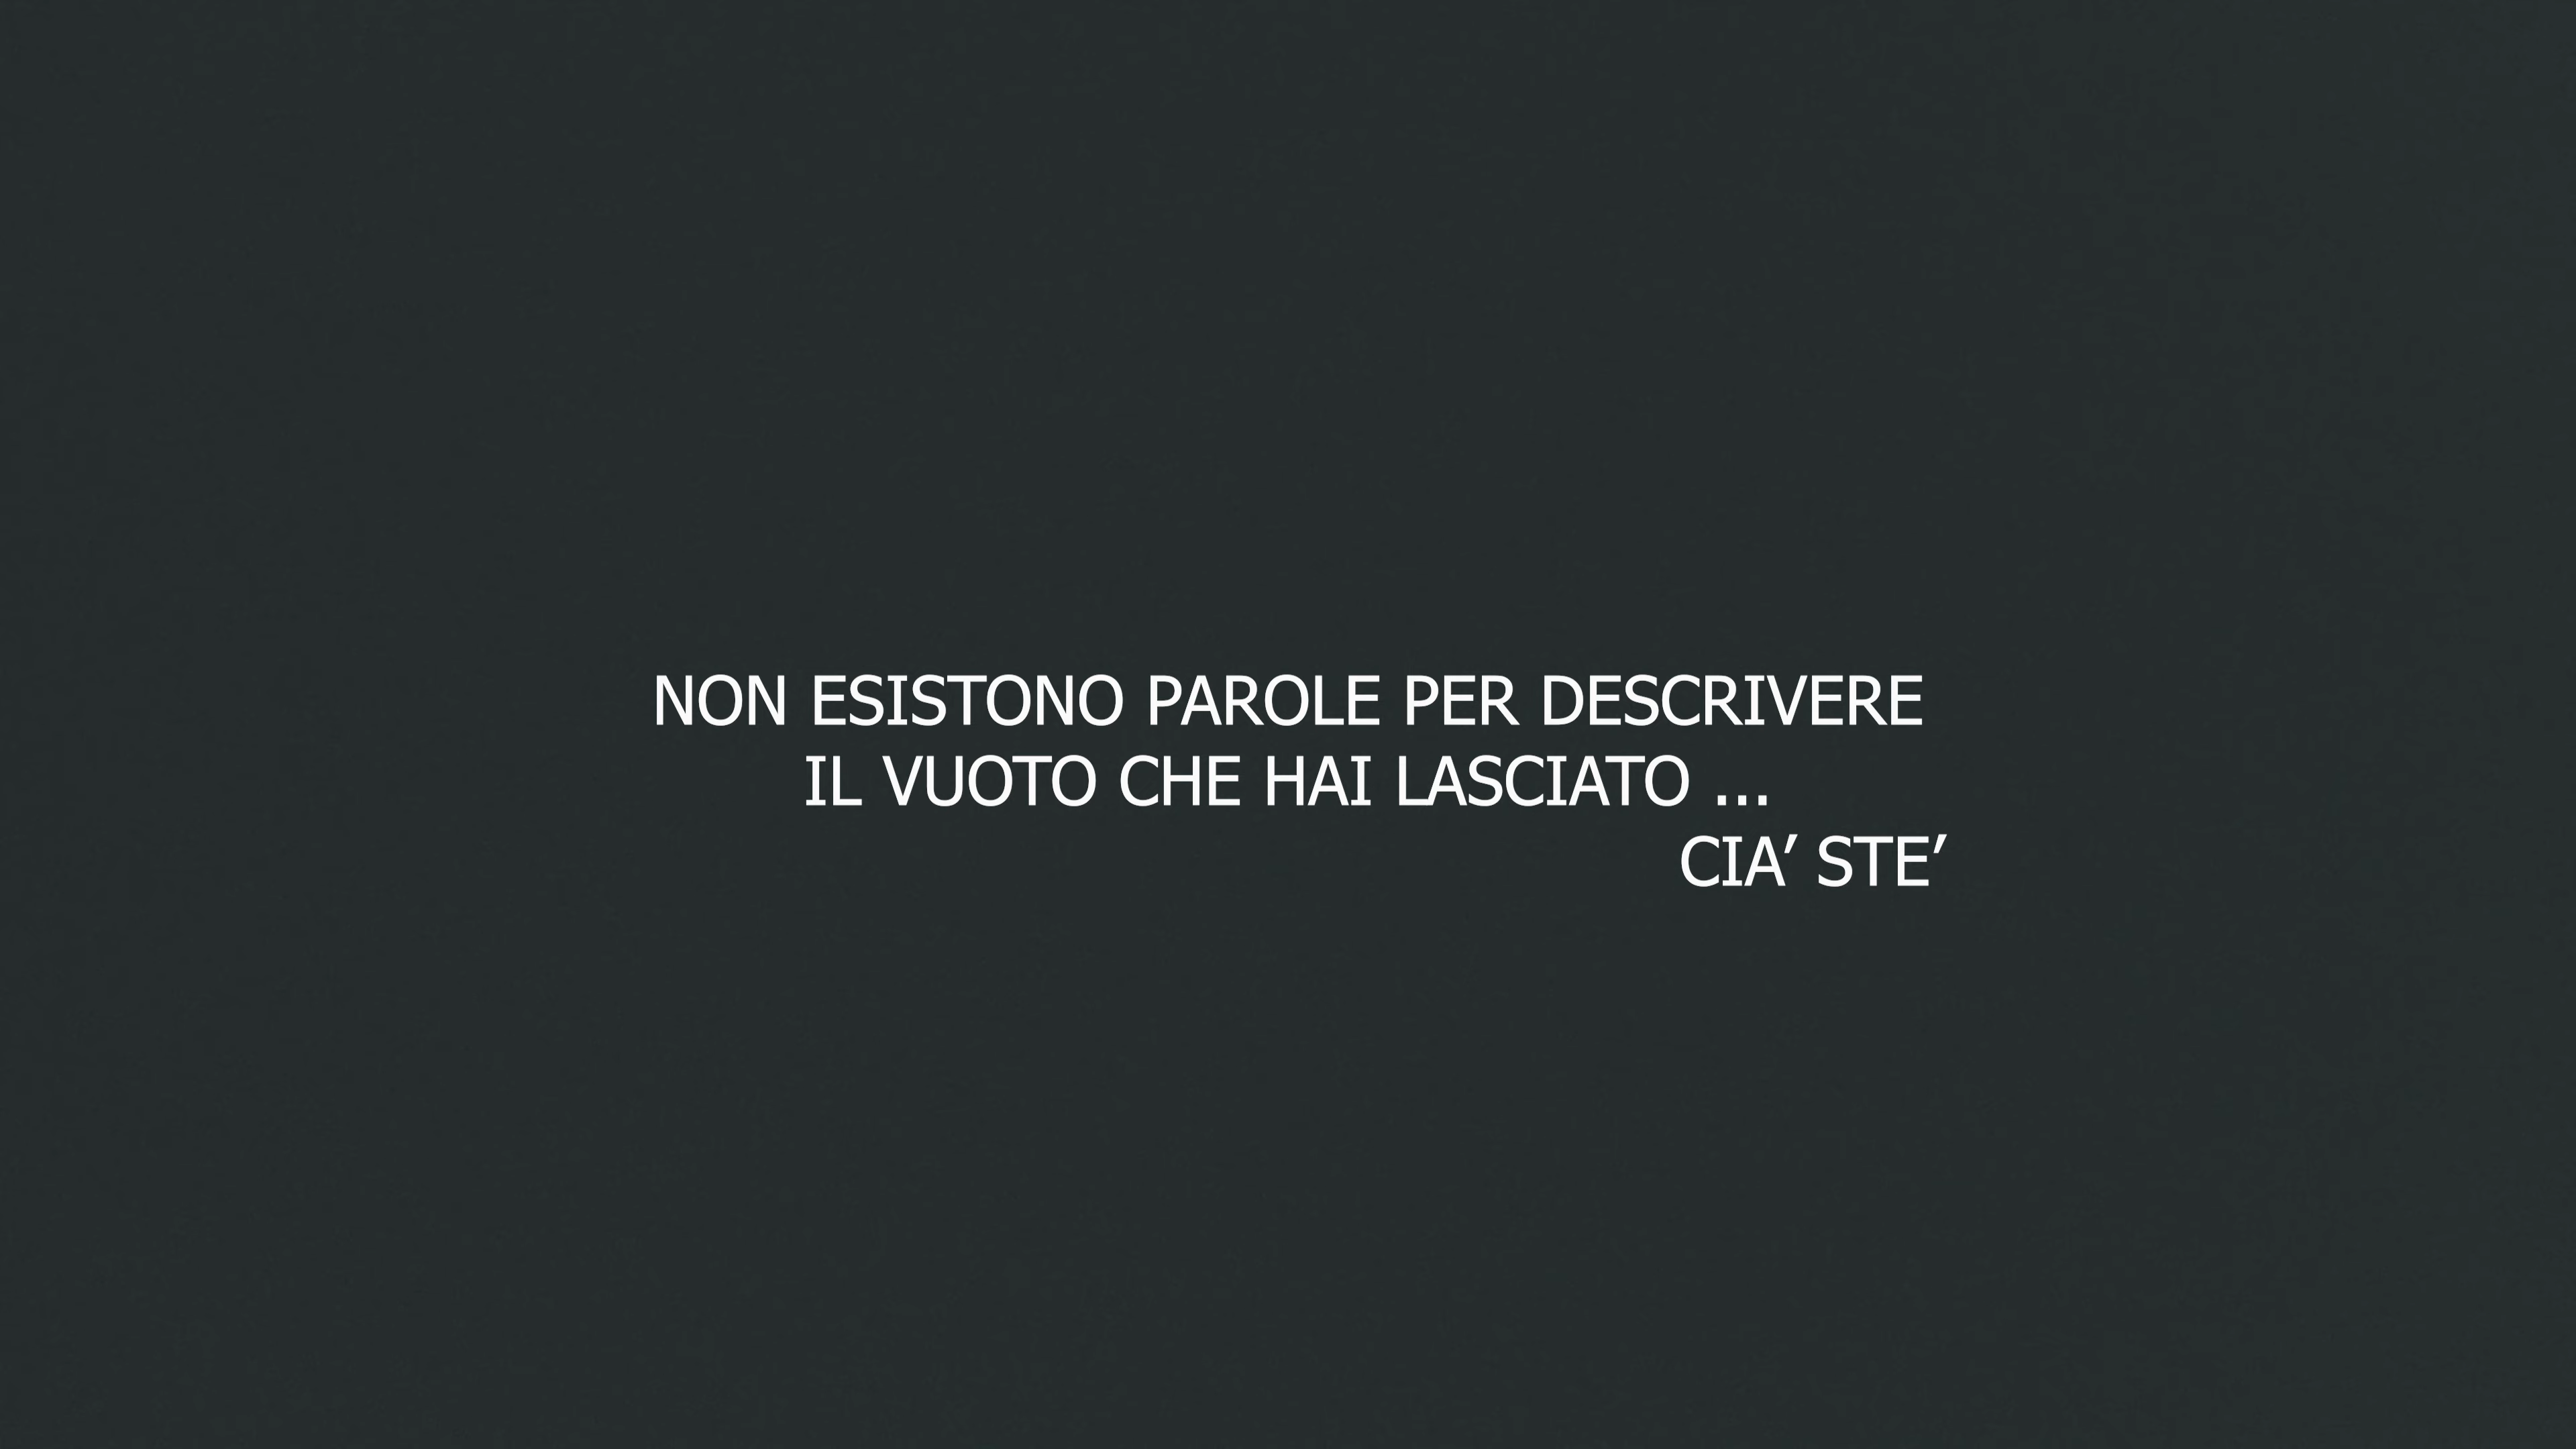 NON ESISTONO PAROLE PER DESCRIVERE
IL VUOTO CHE HAI LASCIATO ...
CIA’ STE’